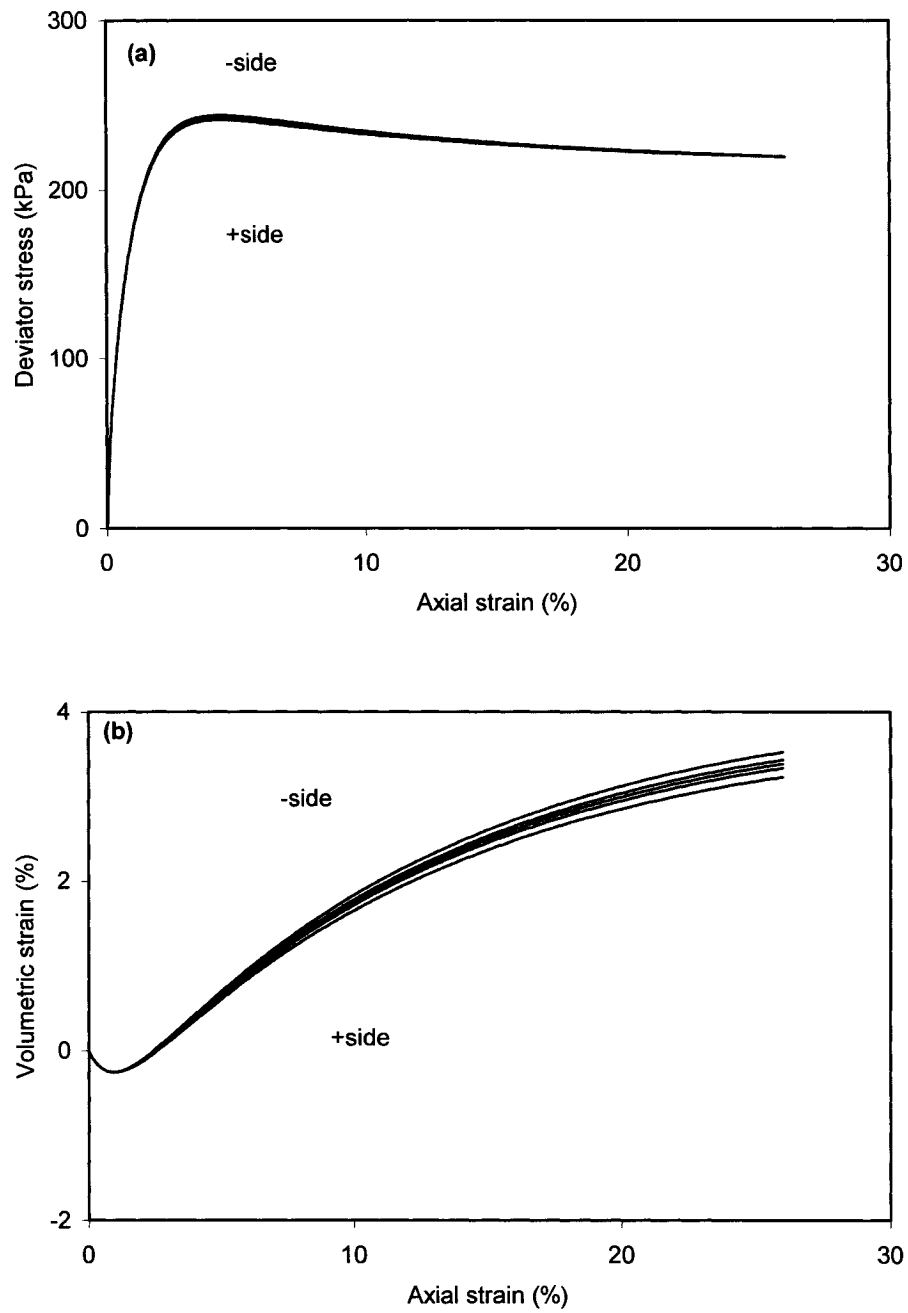 300
(a)
-side
200
+side
100
0
Deviator stress (kPa)
0 10 20 30
Axial strain (%)
4
(b)
-side
2
+side
0
-2
Volumetric strain (%)
0 10 20 30
Axial strain (%)